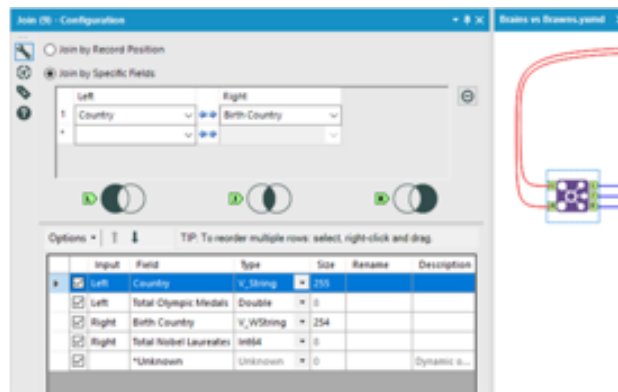 Join (9) - Configuration
Brains vs Brawns.yxmd
Join by Record Position
Join by Specific Fields
Left Right
1 Country Birth Country
*
L J R
Options TIP: To reorder multiple rows: select, right-click and drag.
Input Field Type Size Rename Description
Left Country V_String 255
Left Total Olympic Medals Double 8
Right Birth Country V_WString 254
Right Total Nobel Laureates Int64 8
*Unknown Unknown 0 Dynamic o...